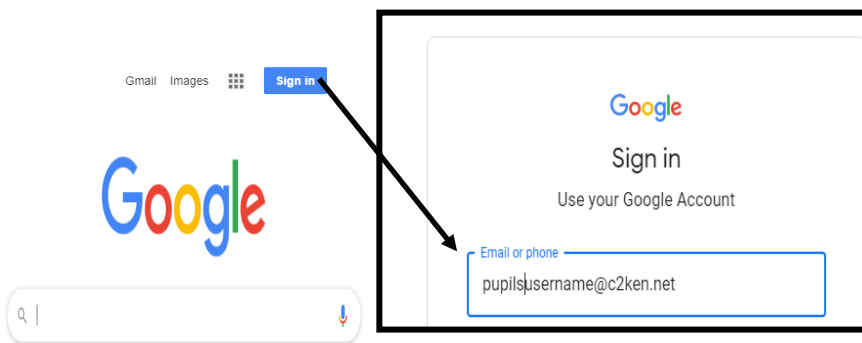 Gmail Images Sign in
Google
Google
Sign in
Use your Google Account
Email or phone
pupilsusername@c2ken.net